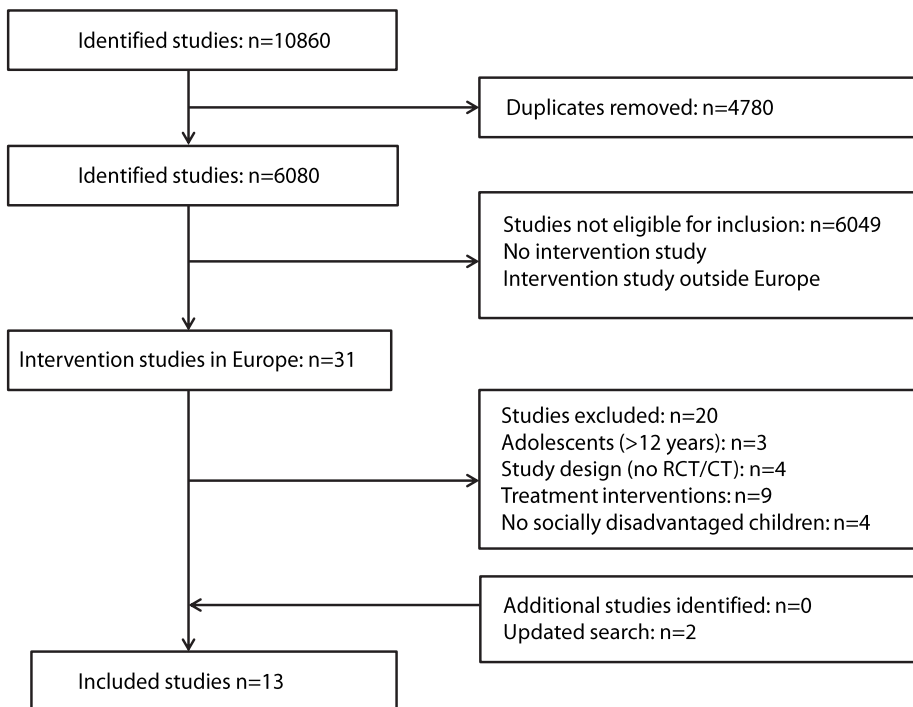 Identified studies: n=10860
Duplicates removed: n=4780
Identified studies: n=6080
Studies not eligible for inclusion: n=6049
No intervention study
Intervention study outside Europe
Intervention studies in Europe: n=31
Studies excluded: n=20
Adolescents (>12 years): n=3
Study design (no RCT/CT): n=4
Treatment interventions: n=9
No socially disadvantaged children: n=4
Additional studies identified: n=0
Updated search: n=2
Included studies n=13